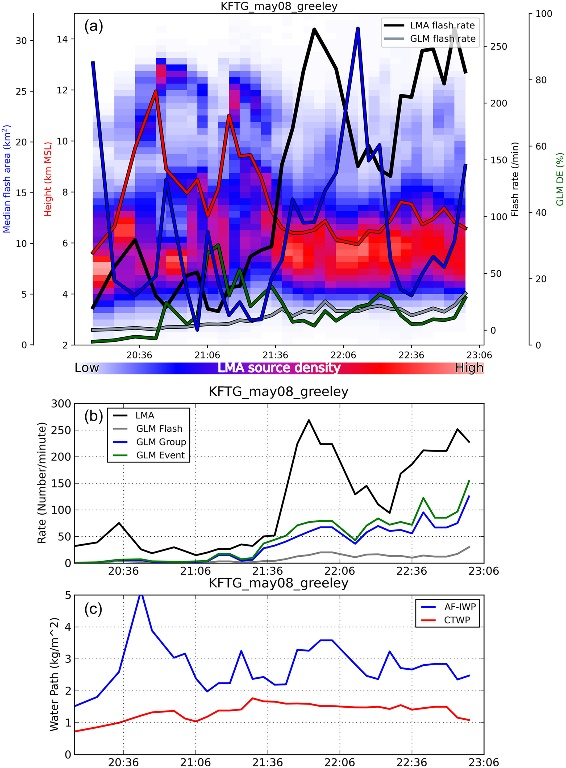 KFTG_may08_greeley
(a)
LMA flash rate
GLM flash rate
30
25
20
15
10
5
0
Median flash area (km²)
14
12
10
8
6
4
2
Height (km MSL)
250
200
150
100
50
0
Flash rate (/min)
100
80
60
40
20
0
GLM DE (%)
20:36
21:06
21:36
22:06
22:36
23:06
Low
LMA source density
High
KFTG_may08_greeley
(b)
LMA
GLM Flash
GLM Group
GLM Event
300
250
200
150
100
50
0
Rate (Number/minute)
20:36
21:06
21:36
22:06
22:36
23:06
KFTG_may08_greeley
(c)
AF-IWP
CTWP
5
4
3
2
1
0
Water Path (kg/m^2)
20:36
21:06
21:36
22:06
22:36
23:06